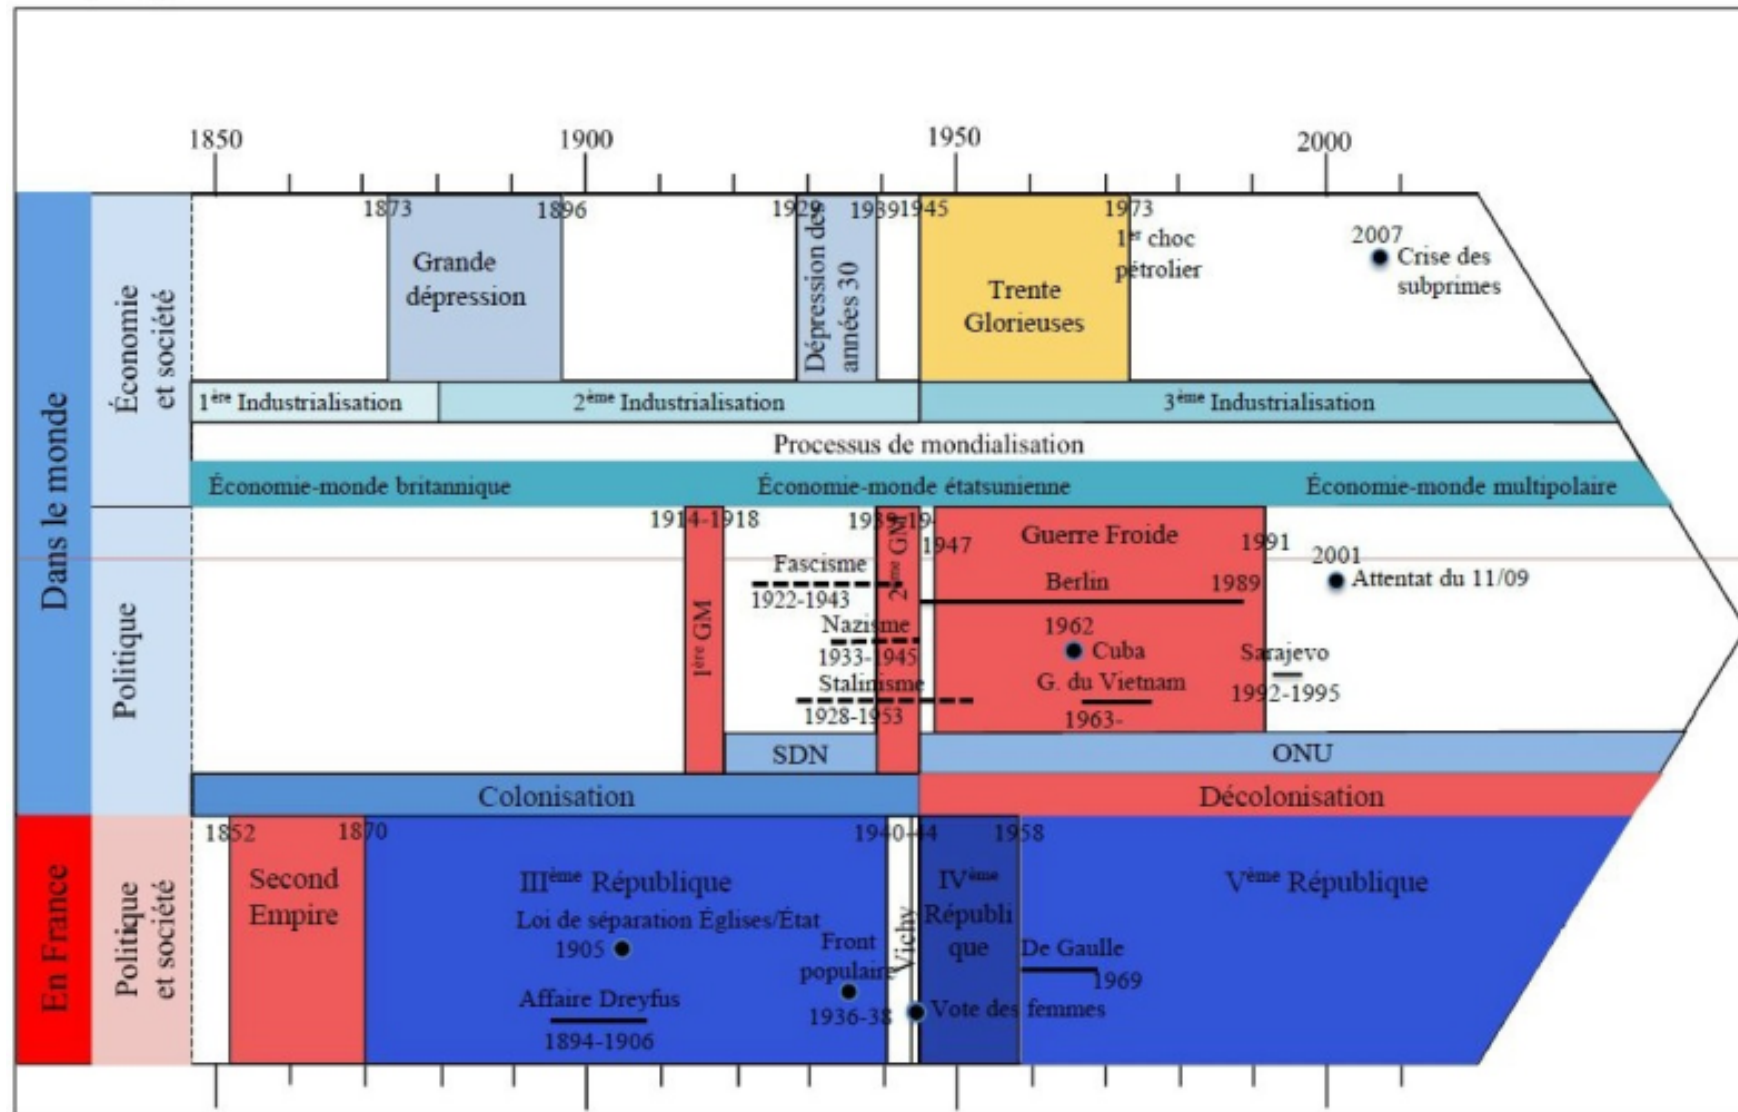 1850
1900
1950
2000
Dans le monde
Économie
et société
1873
1896
1929
1939
1945
1973
Grande
dépression
Dépression des
années 30
Trente
Glorieuses
1er choc
pétrolier
2007
Crise des
subprimes
1ère Industrialisation
2ème Industrialisation
3ème Industrialisation
Processus de mondialisation
Économie-monde britannique
Économie-monde étatsunienne
Économie-monde multipolaire
Politique
1914-1918
1ère GM
1939-194
2ème GM
1947
Guerre Froide
1991
Fascisme
1922-1943
Berlin
1989
2001
Attentat du 11/09
Nazisme
1933-1945
1962
Cuba
Sarajevo
1992-1995
Stalinisme
1928-1953
G. du Vietnam
1963-
SDN
ONU
Colonisation
Décolonisation
En France
Politique
et société
1852
1870
1940-44
1958
Second
Empire
IIIème République
Loi de séparation Églises/État
1905
Affaire Dreyfus
1894-1906
Front
populaire
1936-38
Vichy
IVème
Républi
que
Vote des femmes
Vème République
De Gaulle
1969